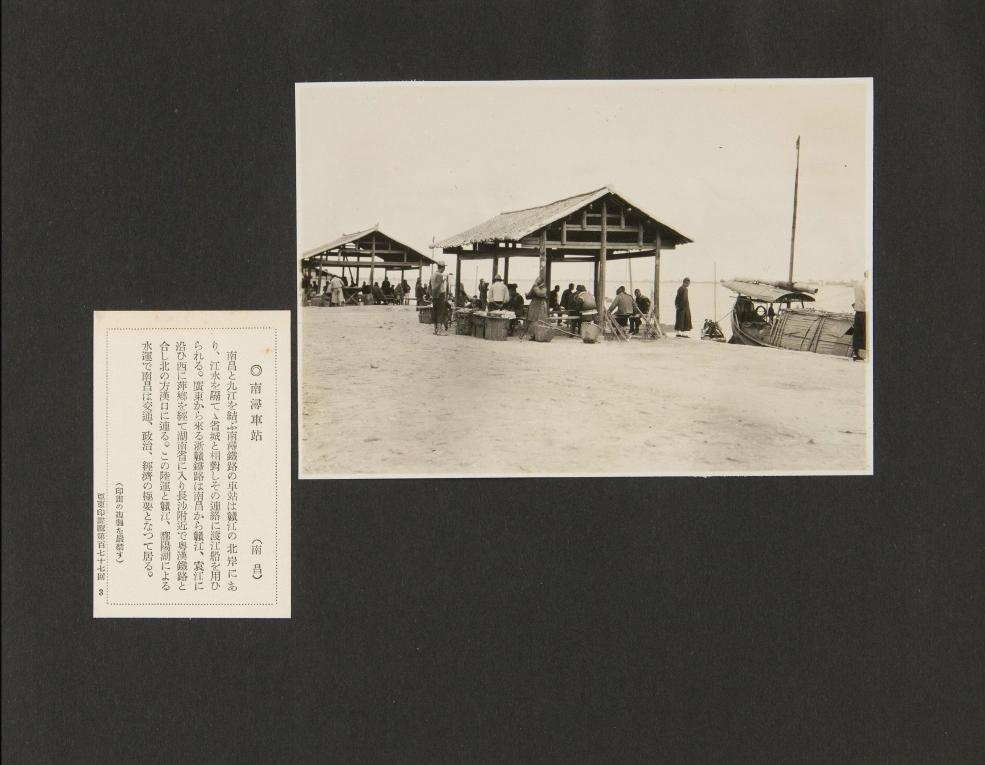 ◎南潯車站 (南昌)
南昌と九江を結ぶ南潯鐵路の車站は贛江の北岸にあ
り、江水を隔てゝ省城と相對しその連絡に渡江船を用ひ
られる。廣東から來る浙贛鐵路は南昌から贛江、袁江に
沿ひ西に萍鄕を經て湖南省に入り長沙附近で粤漢鐵路と
合し北の方漢口に連る。この陸運と贛江、鄱陽湖による
水運で南昌は交通、政治、經濟の樞要となつて居る。
(印畫の複製を嚴禁す)
亞東印畫輯第百七十七回 3